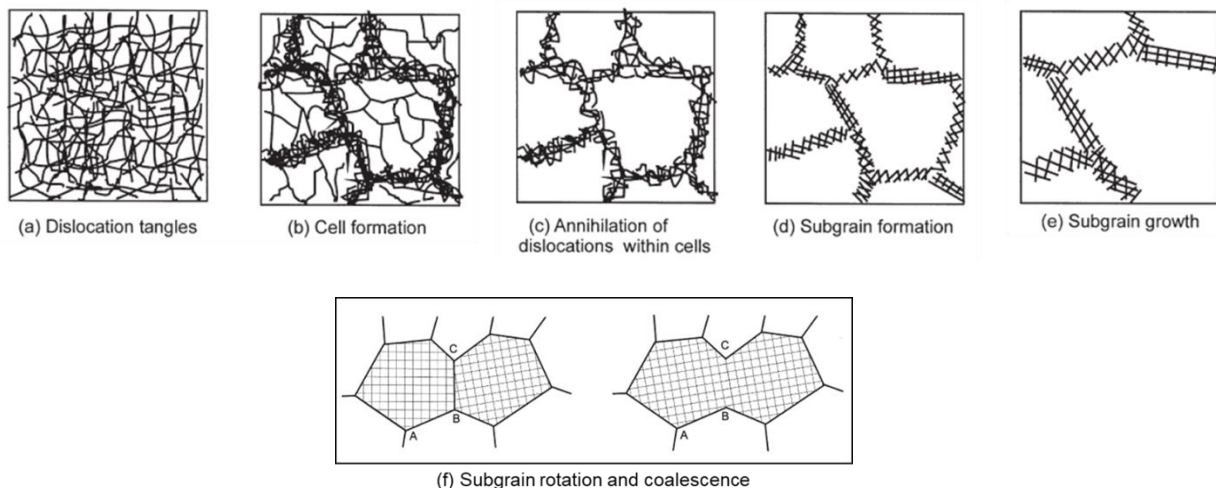 (a) Dislocation tangles
(b) Cell formation
(c) Annihilation of
dislocations within cells
(d) Subgrain formation
(e) Subgrain growth
C
B
A
C
B
A
(f) Subgrain rotation and coalescence